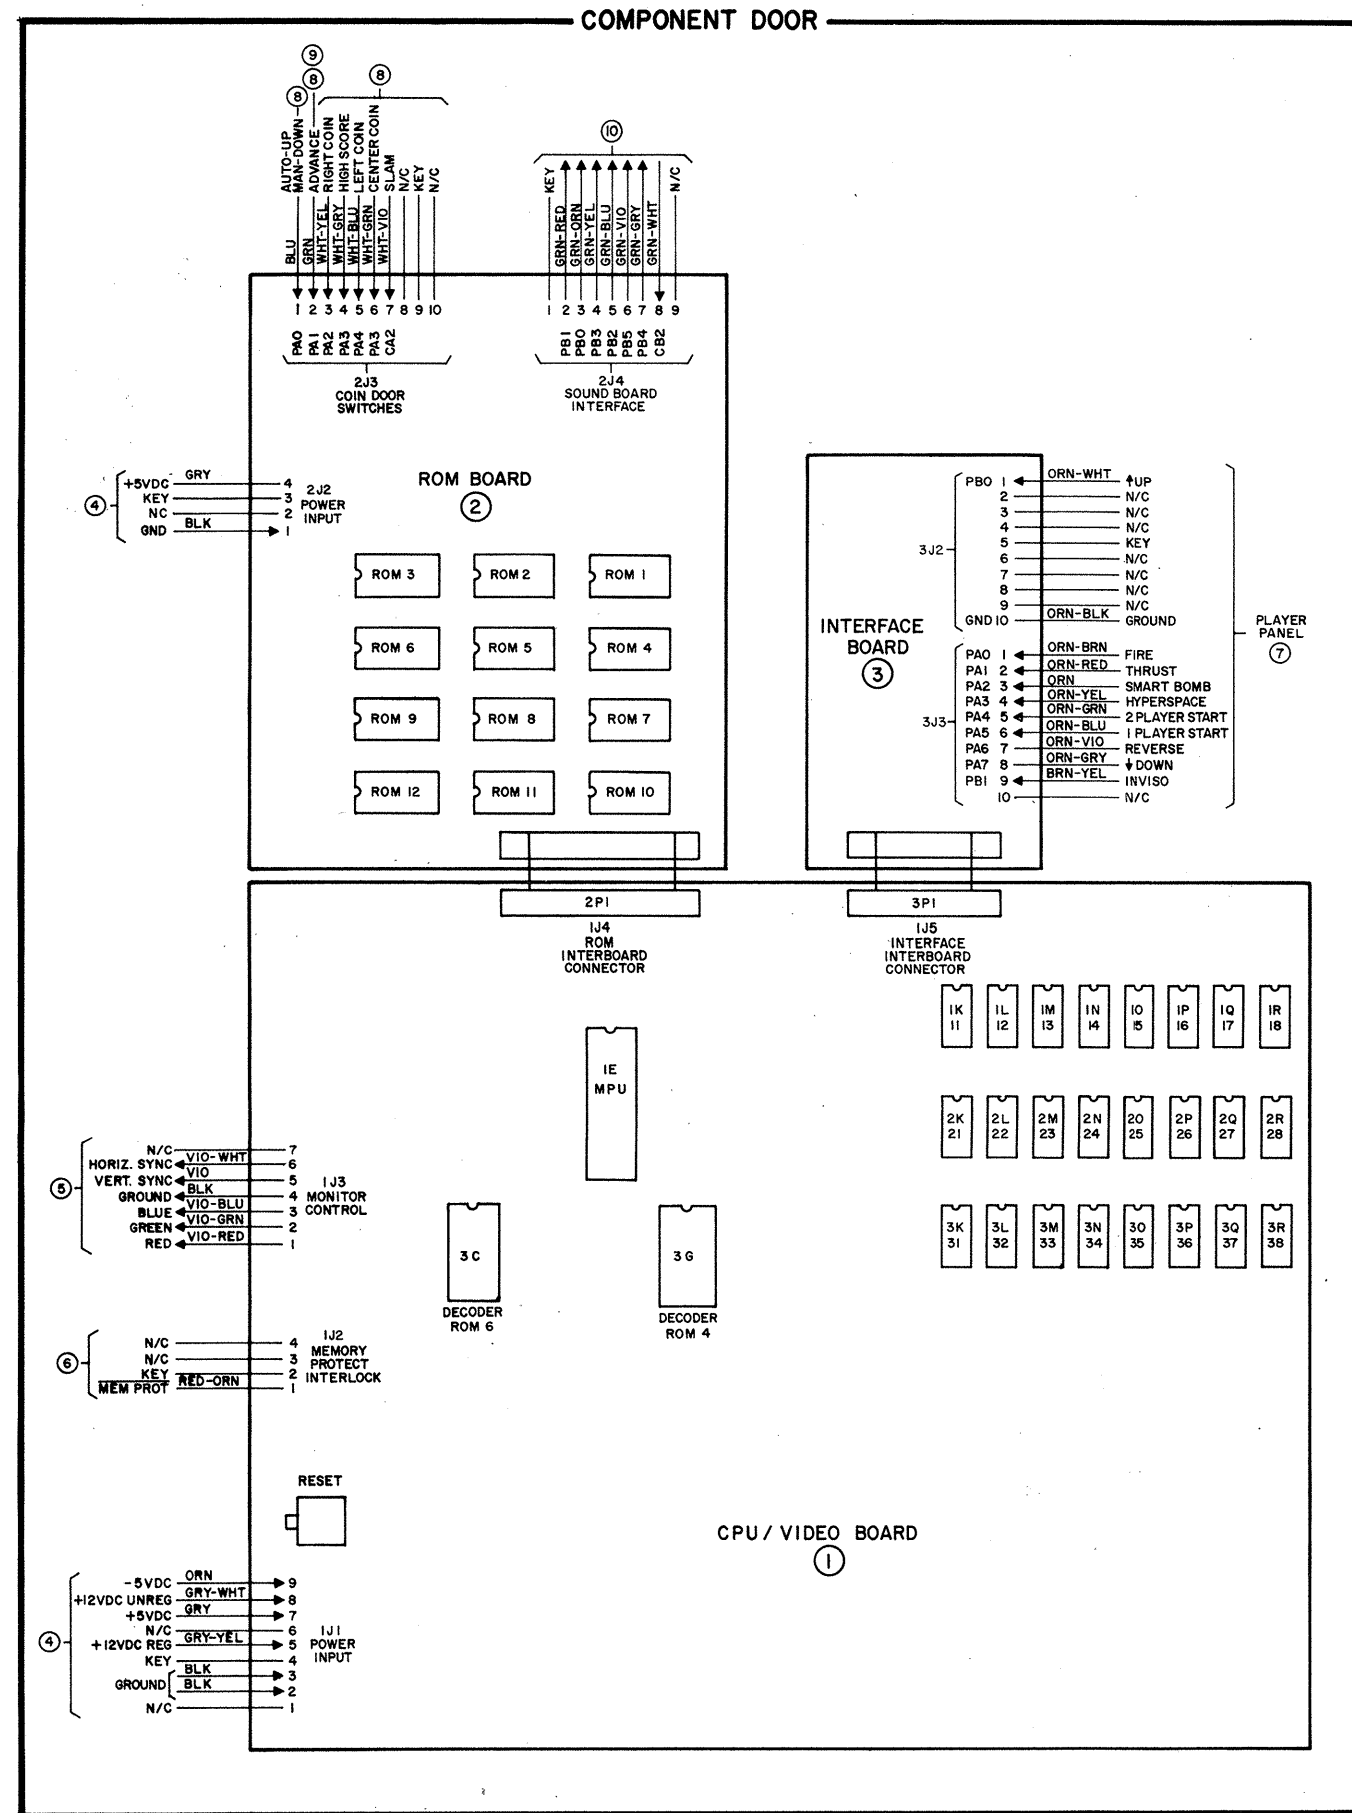 COMPONENT DOOR
9
8
8
8
AUTO-UP
MAN-DOWN
ADVANCE
RIGHT COIN
HIGH SCORE
LEFT COIN
CENTER COIN
SLAM
N/C
KEY
N/C
BLU
GRN
WHT-YEL
WHT-GRY
WHT-BLU
WHT-GRN
WHT-VIO
1 2 3 4 5 6 7 8 9 10
PA0
PA1
PA2
PA3
PA4
PA3
CA2
2J3
COIN DOOR
SWITCHES
10
KEY
GRN-RED
GRN-ORN
GRN-YEL
GRN-BLU
GRN-VIO
GRN-GRY
GRN-WHT
N/C
1 2 3 4 5 6 7 8 9
PB1
PB0
PB3
PB2
PB5
PB4
CB2
2J4
SOUND BOARD
INTERFACE
4
+5VDC GRY 4
KEY 3
NC 2
GND BLK 1
2J2
POWER
INPUT
ROM BOARD
2
ROM 3 ROM 2 ROM 1
ROM 6 ROM 5 ROM 4
ROM 9 ROM 8 ROM 7
ROM 12 ROM 11 ROM 10
INTERFACE
BOARD
3
3J2
PB0 1 ORN-WHT ↑UP
2 N/C
3 N/C
4 N/C
5 KEY
6 N/C
7 N/C
8 N/C
9 N/C
GND 10 ORN-BLK GROUND
3J3
PA0 1 ORN-BRN FIRE
PA1 2 ORN-RED THRUST
PA2 3 ORN SMART BOMB
PA3 4 ORN-YEL HYPERSPACE
PA4 5 ORN-GRN 2 PLAYER START
PA5 6 ORN-BLU 1 PLAYER START
PA6 7 ORN-VIO REVERSE
PA7 8 ORN-GRY ↓DOWN
PB1 9 BRN-YEL INVISO
10 N/C
PLAYER
PANEL
7
2P1
1J4
ROM
INTERBOARD
CONNECTOR
3P1
1J5
INTERFACE
INTERBOARD
CONNECTOR
1K 11
1L 12
1M 13
1N 14
1O 15
1P 16
1Q 17
1R 18
2K 21
2L 22
2M 23
2N 24
2O 25
2P 26
2Q 27
2R 28
3K 31
3L 32
3M 33
3N 34
3O 35
3P 36
3Q 37
3R 38
1E
MPU
3C
DECODER
ROM 6
3G
DECODER
ROM 4
5
N/C 7
HORIZ. SYNC VIO-WHT 6
VERT. SYNC VIO 5
GROUND BLK 4
BLUE VIO-BLU 3
GREEN VIO-GRN 2
RED VIO-RED 1
1J3
MONITOR
CONTROL
6
N/C 4
N/C 3
KEY 2
MEM PROT RED-ORN 1
1J2
MEMORY
PROTECT
INTERLOCK
RESET
CPU / VIDEO BOARD
1
4
-5VDC ORN 9
+12VDC UNREG GRY-WHT 8
+5VDC GRY 7
N/C 6
+12VDC REG GRY-YEL 5
KEY 4
GROUND BLK 3
BLK 2
N/C 1
1J1
POWER
INPUT